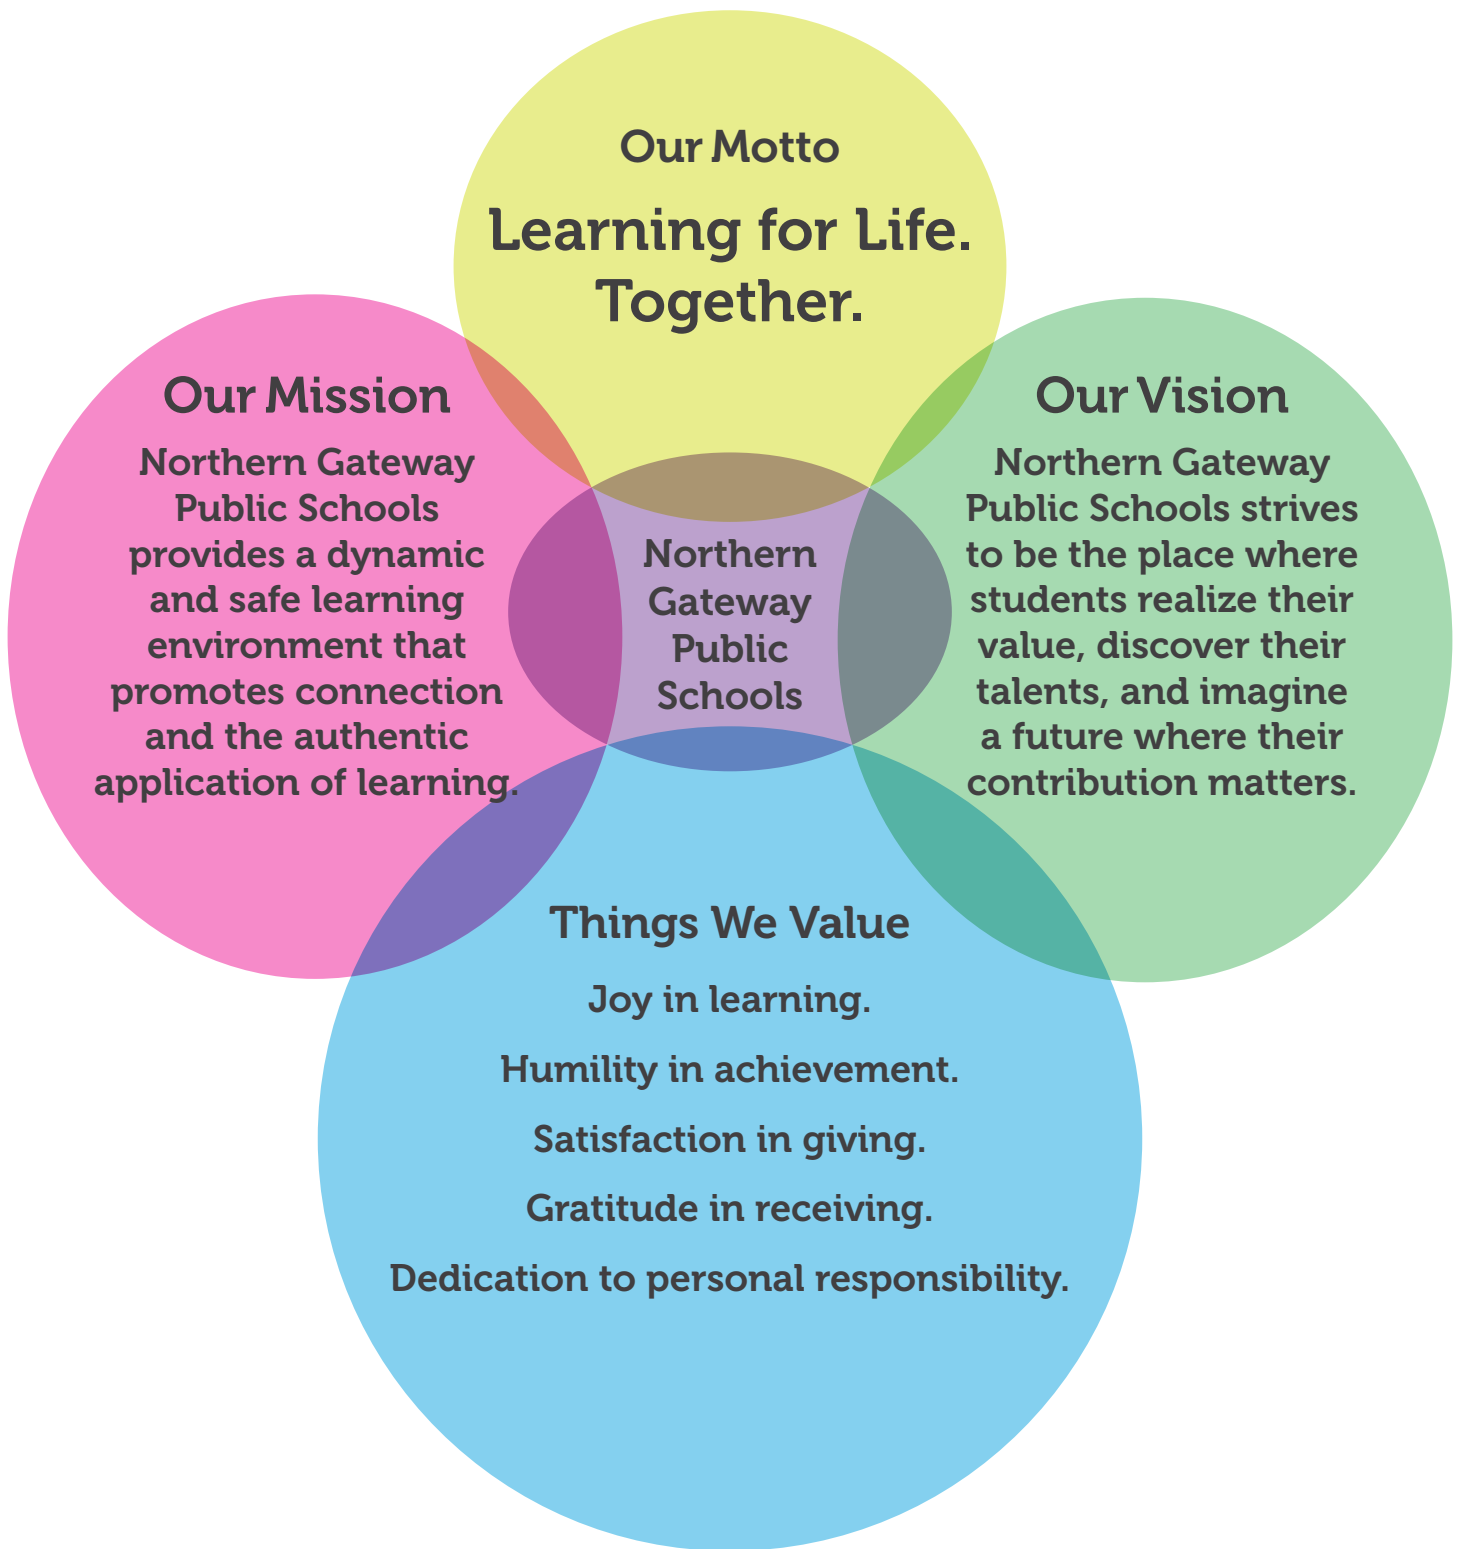 Our Motto
Learning for Life.
Together.
Our Mission
Northern Gateway
Public Schools
provides a dynamic
and safe learning
environment that
promotes connection
and the authentic
application of learning.
Northern
Gateway
Public
Schools
Our Vision
Northern Gateway
Public Schools strives
to be the place where
students realize their
value, discover their
talents, and imagine
a future where their
contribution matters.
Things We Value
Joy in learning.
Humility in achievement.
Satisfaction in giving.
Gratitude in receiving.
Dedication to personal responsibility.